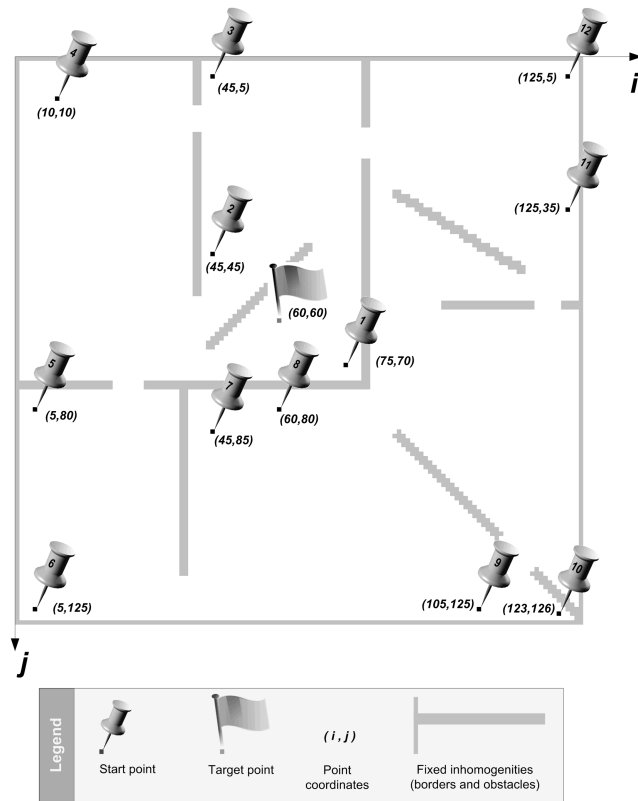 3
12
4
i
(45,5)
(125,5)
(10,10)
11
2
(125,35)
(45,45)
(60,60)
1
5
8
(75,70)
7
(5,80)
(60,80)
(45,85)
6
9
10
(5,125)
(105,125)
(123,126)
j
Legend
(i,j)
Start point
Target point
Point
coordinates
Fixed inhomogenities
(borders and obstacles)